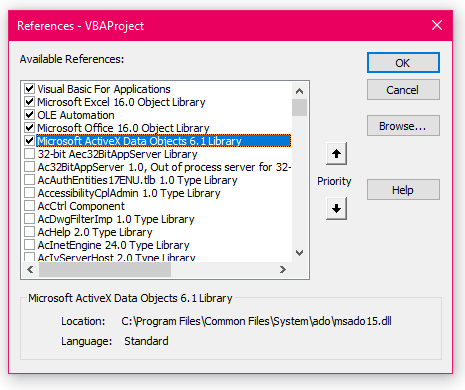 References - VBAProject
Available References:
Visual Basic For Applications
Microsoft Excel 16.0 Object Library
OLE Automation
Microsoft Office 16.0 Object Library
Microsoft ActiveX Data Objects 6.1 Library
32-bit Aec32BitAppServer Library
Ac32BitAppServer 1.0, Out of process server for 32-
AcAuthEntities17ENU.tlb 1.0 Type Library
AccessibilityCplAdmin 1.0 Type Library
AcCtrl Component
AcDwgFilterImp 1.0 Type Library
AcHelp 2.0 Type Library
AcInetEngine 24.0 Type Library
AcIvServerHost 2.0 Type Library
OK
Cancel
Browse...
Priority
Help
Microsoft ActiveX Data Objects 6.1 Library
Location: C:\Program Files\Common Files\System\ado\msado15.dll
Language: Standard